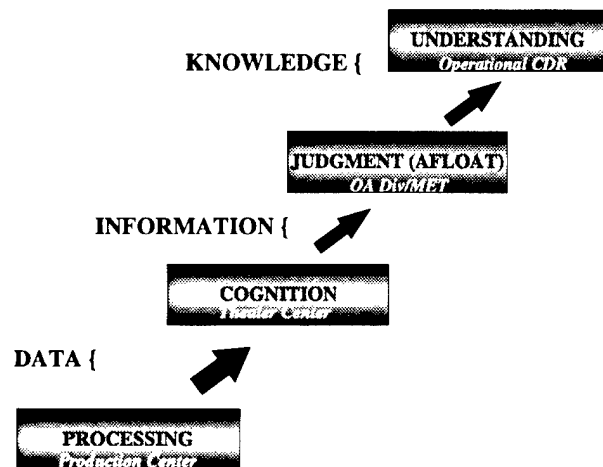 UNDERSTANDING
Operational CDR
KNOWLEDGE {
JUDGMENT (AFLOAT)
OA Div/MET
INFORMATION {
COGNITION
Theater Center
DATA {
PROCESSING
Production Center